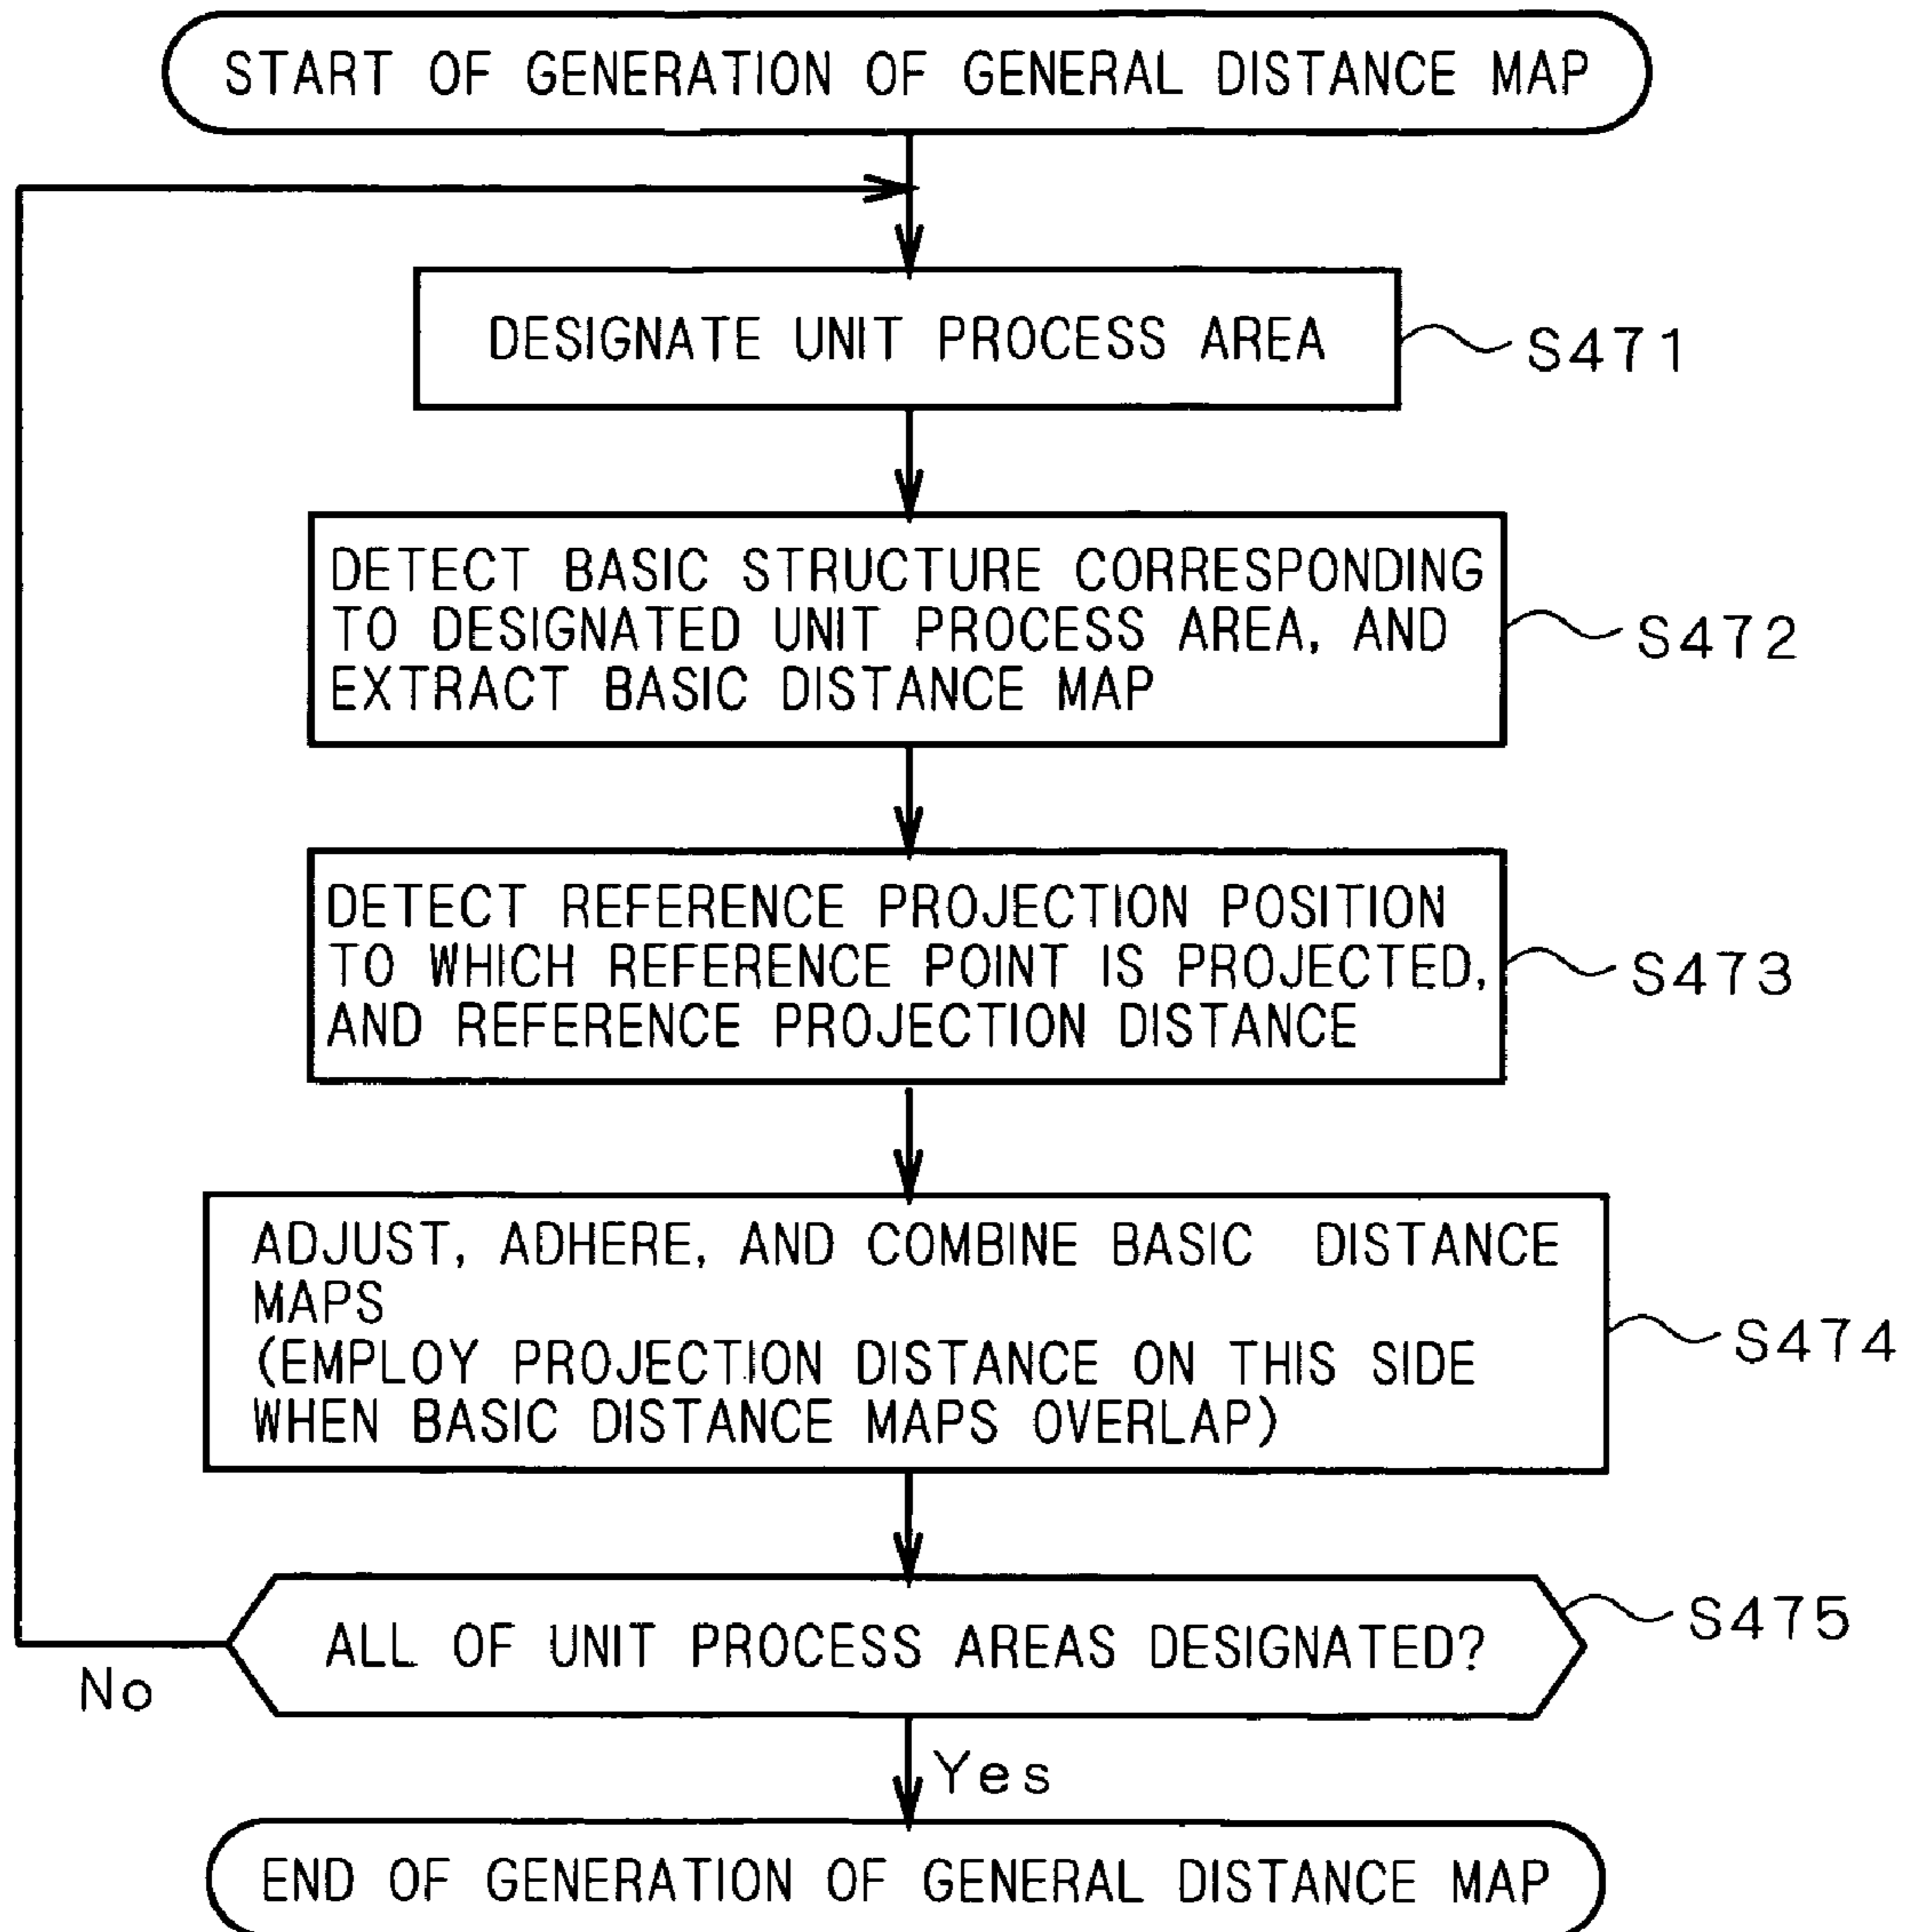 START OF GENERATION OF GENERAL DISTANCE MAP
DESIGNATE UNIT PROCESS AREA
S471
DETECT BASIC STRUCTURE CORRESPONDING
TO DESIGNATED UNIT PROCESS AREA, AND
EXTRACT BASIC DISTANCE MAP
S472
DETECT REFERENCE PROJECTION POSITION
TO WHICH REFERENCE POINT IS PROJECTED,
AND REFERENCE PROJECTION DISTANCE
S473
ADJUST, ADHERE, AND COMBINE BASIC DISTANCE
MAPS
(EMPLOY PROJECTION DISTANCE ON THIS SIDE
WHEN BASIC DISTANCE MAPS OVERLAP)
S474
ALL OF UNIT PROCESS AREAS DESIGNATED?
S475
No
Yes
END OF GENERATION OF GENERAL DISTANCE MAP